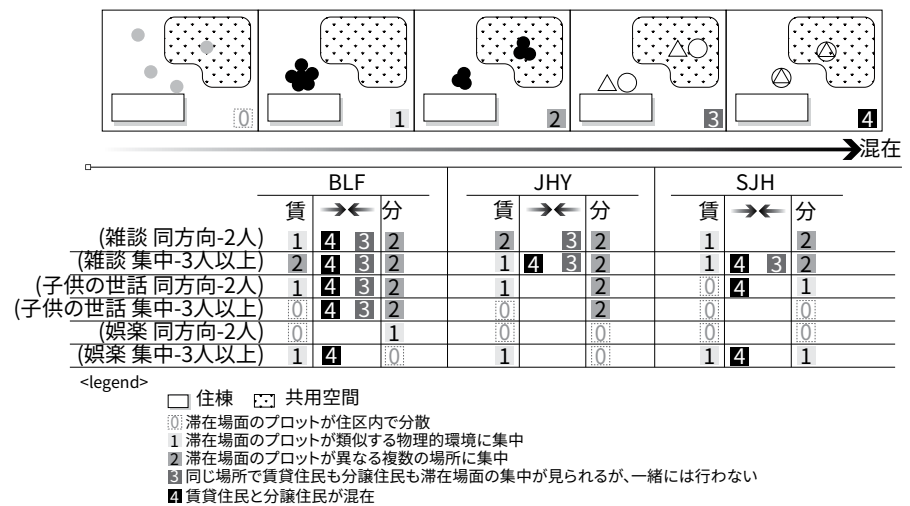 0 1 2 3 4
混在
BLF JHY SJH
賃 分 賃 分 賃 分
(雑談 同方向-2人) 1 4 3 2 2 3 2 1 2
(雑談 集中-3人以上) 2 4 3 2 1 4 3 2 1 4 3 2
(子供の世話 同方向-2人) 1 4 3 2 1 2 0 4 1
(子供の世話 集中-3人以上) 0 4 3 2 0 2 0 0
(娯楽 同方向-2人) 0 1 0 0 0 0
(娯楽 集中-3人以上) 1 4 0 1 0 1 4 1
<legend>
住棟 共用空間
0 滞在場面のプロットが住区内で分散
1 滞在場面のプロットが類似する物理的環境に集中
2 滞在場面のプロットが異なる複数の場所に集中
3 同じ場所で賃貸住民も分譲住民も滞在場面の集中が見られるが、一緒には行わない
4 賃貸住民と分譲住民が混在